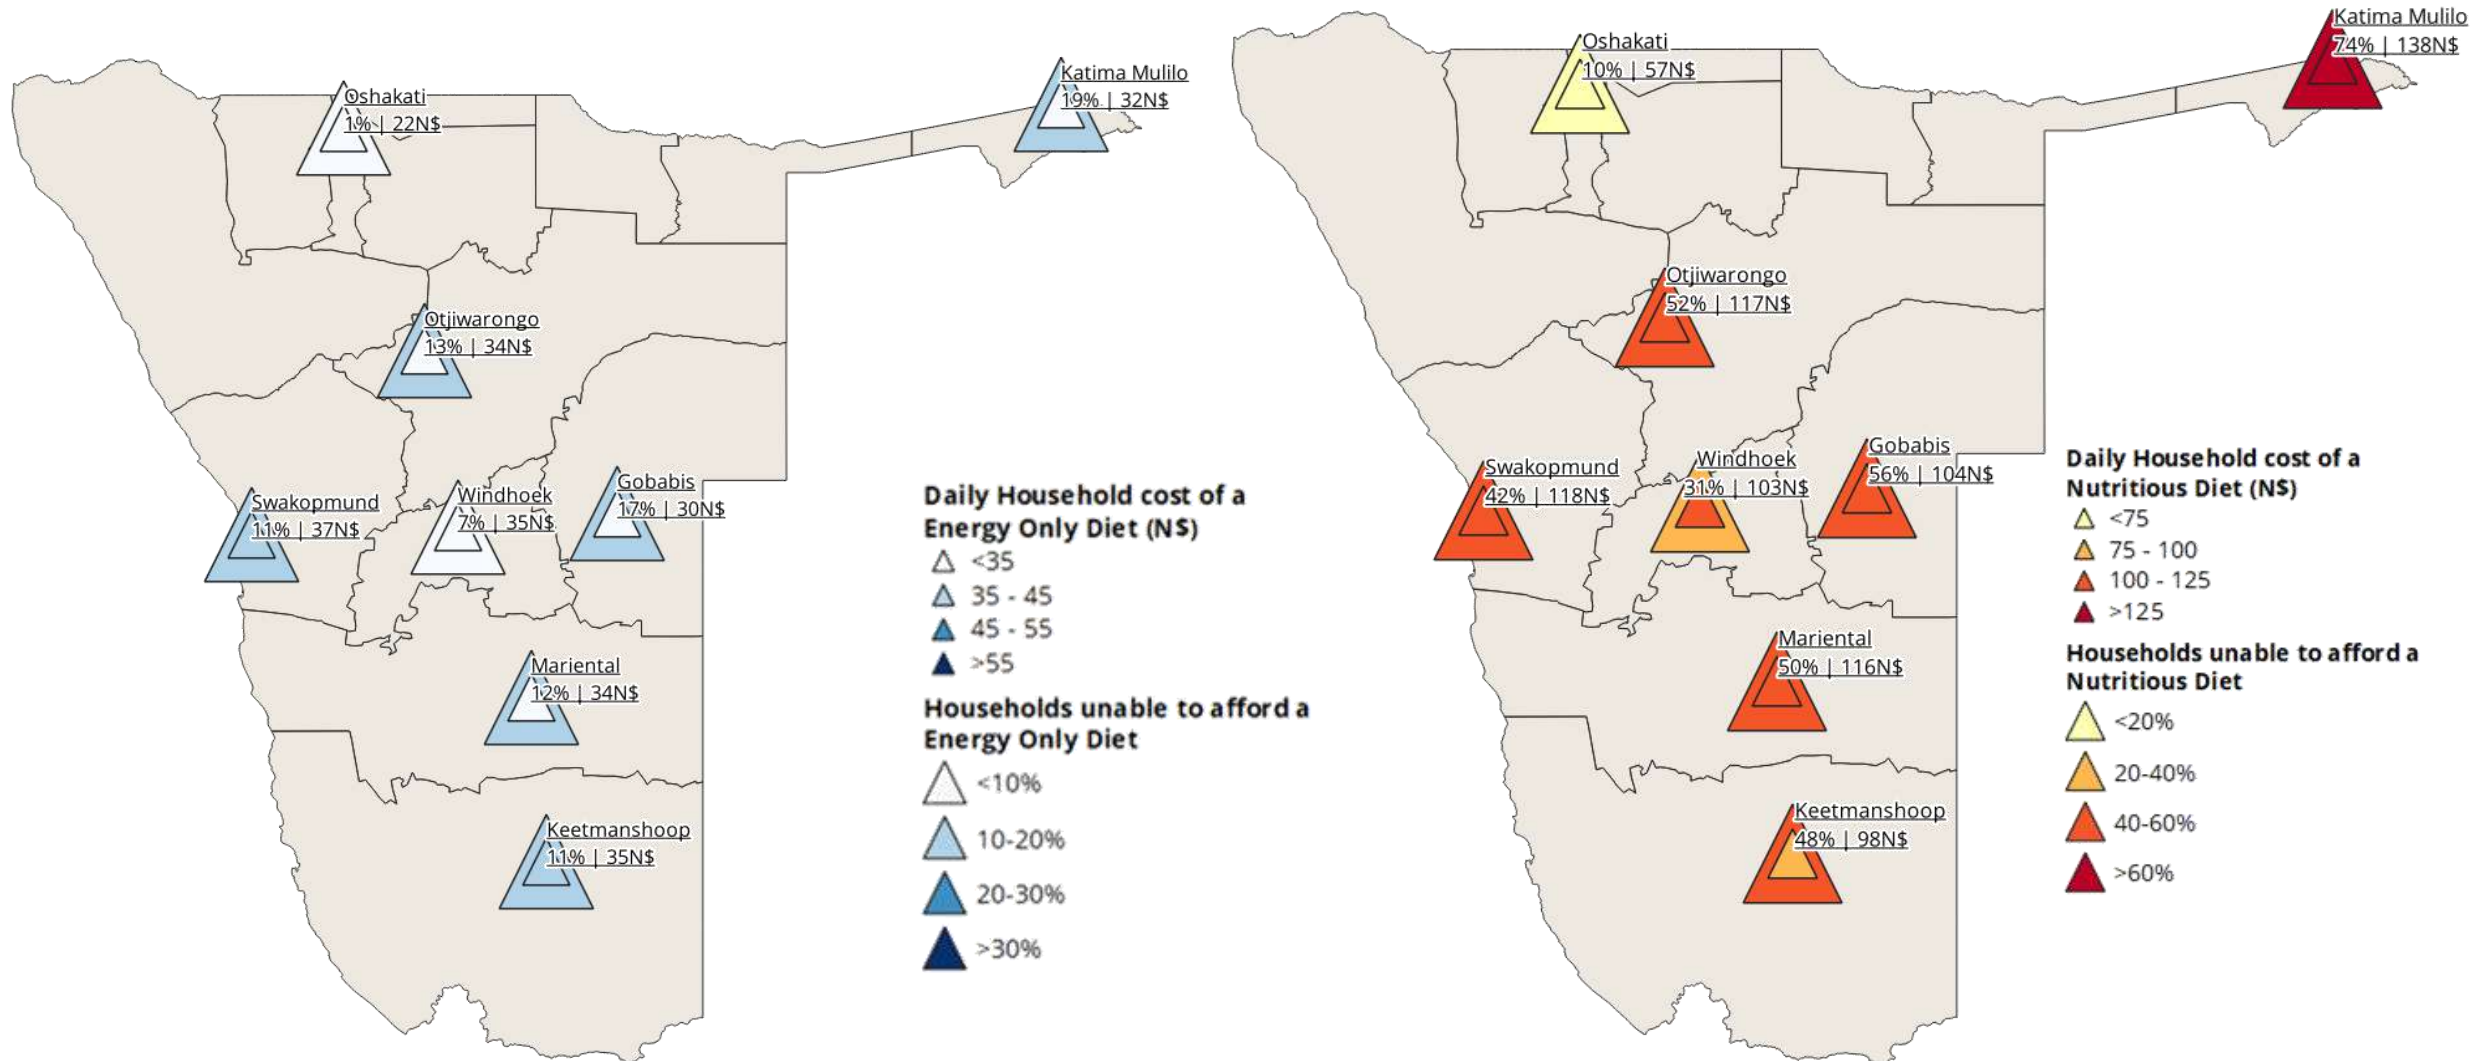 Oshakati
1% | 22N$
Katima Mulilo
19% | 32N$
Otjiwarongo
13% | 34N$
Swakopmund
11% | 37N$
Windhoek
7% | 35N$
Gobabis
17% | 30N$
Mariental
12% | 34N$
Keetmanshoop
11% | 35N$
Daily Household cost of a
Energy Only Diet (N$)
<35
35 - 45
45 - 55
>55
Households unable to afford a
Energy Only Diet
<10%
10-20%
20-30%
>30%
Oshakati
10% | 57N$
Katima Mulilo
74% | 138N$
Otjiwarongo
52% | 117N$
Swakopmund
42% | 118N$
Windhoek
31% | 103N$
Gobabis
56% | 104N$
Mariental
50% | 116N$
Keetmanshoop
48% | 98N$
Daily Household cost of a
Nutritious Diet (N$)
<75
75 - 100
100 - 125
>125
Households unable to afford a
Nutritious Diet
<20%
20-40%
40-60%
>60%